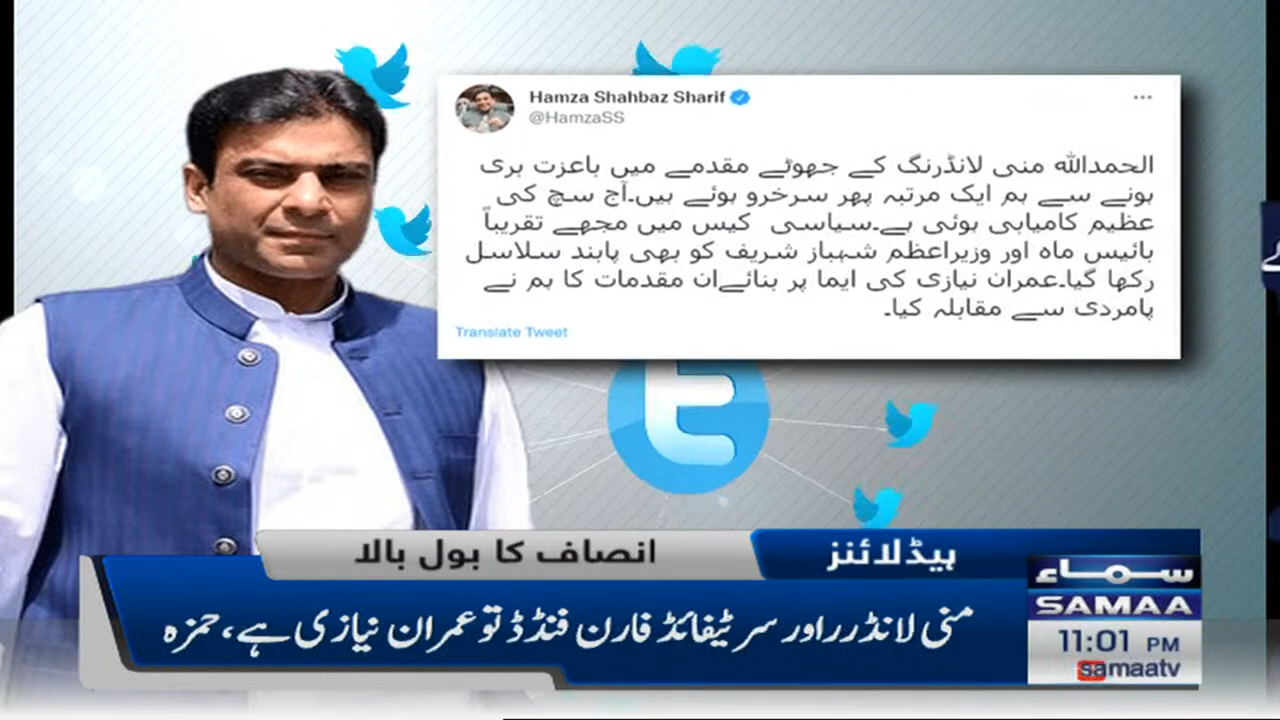 Hamza Shahbaz Sharif
@HamzaSS
الحمدالله منی لانڈرنگ کے جھوٹے مقدمے میں باعزت بری
ہونے سے ہم ایک مرتبہ پھر سرخرو ہوئے ہیں۔آج سچ کی
عظیم کامیابی ہوئی ہے۔سیاسی کیس میں مجھے تقریباً
بائیس ماہ اور وزیراعظم شہباز شریف کو بھی پابند سلاسل
رکھا گیا۔عمران نیازی کی ایما پر بنائےان مقدمات کا ہم نے
پامردی سے مقابلہ کیا۔
Translate Tweet
ہیڈلائنز
انصاف کا بول بالا
منی لانڈرر اور سرٹیفائڈ فارن فنڈڈ تو عمران نیازی ہے، حمزہ
سماء
SAMAA
11:01 PM
samaatv